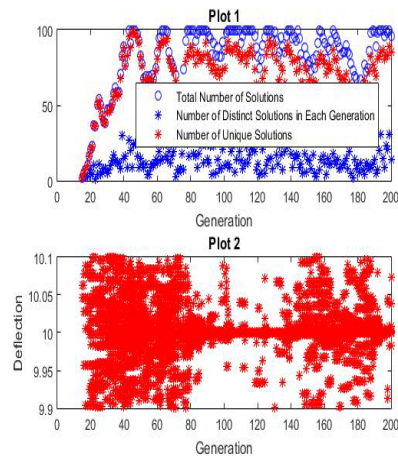 Plot 1
100
50
0
Total Number of Solutions
Number of Distinct Solutions in Each Generation
Number of Unique Solutions
0 20 40 60 80 100 120 140 160 180 200
Generation
Plot 2
10.1
10.05
10
9.95
9.9
Deflection
0 20 40 60 80 100 120 140 160 180 200
Generation